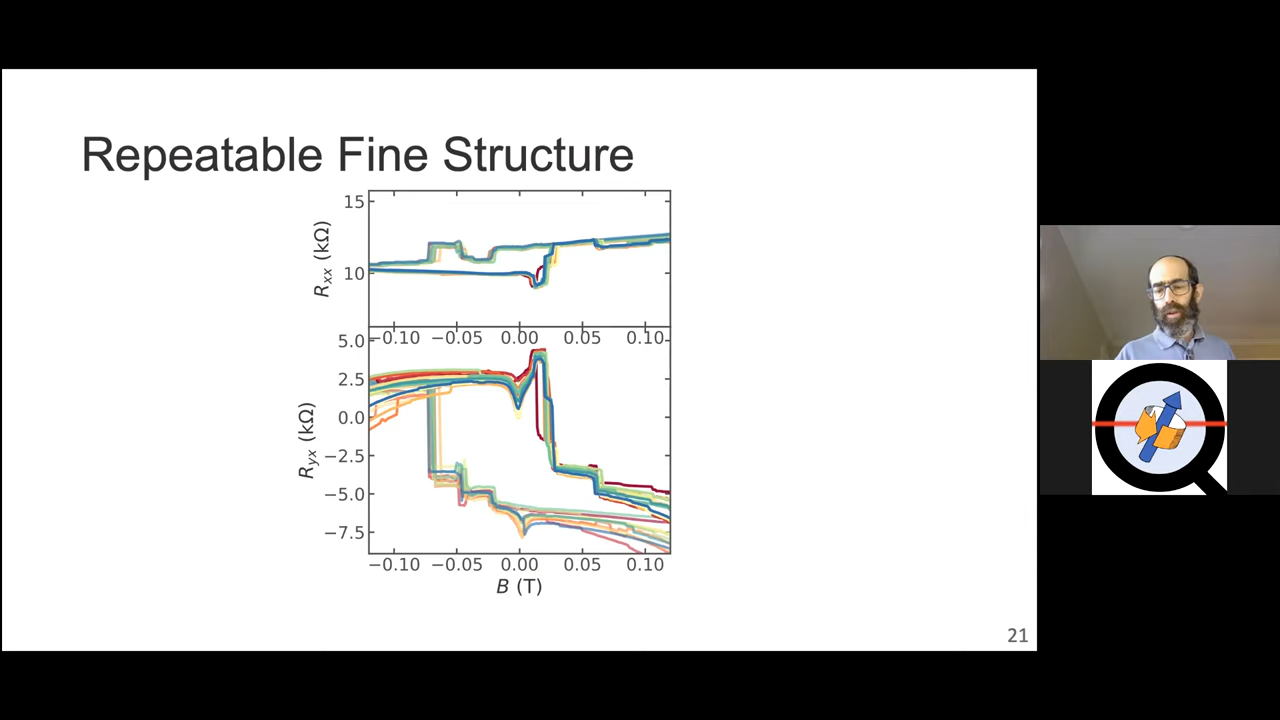 Repeatable Fine Structure
15
10
Rxx (kΩ)
−0.10 −0.05 0.00 0.05 0.10
5.0
2.5
0.0
−2.5
−5.0
−7.5
Ryx (kΩ)
−0.10 −0.05 0.00 0.05 0.10
B (T)
21